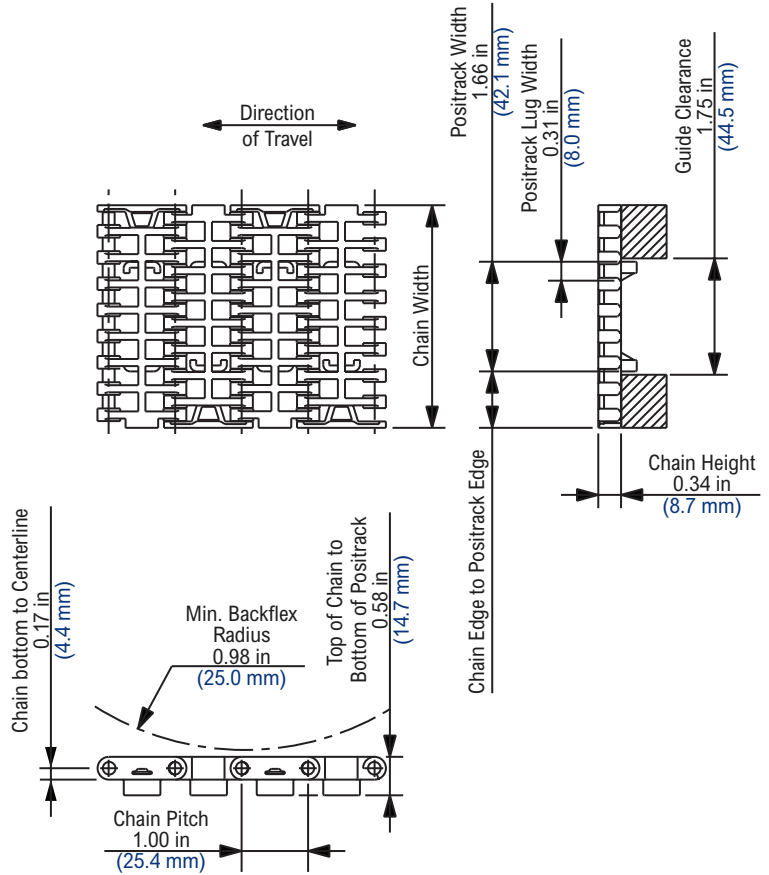 Direction
of Travel
Chain Width
Positrack Width
1.66 in
(42.1 mm)
Positrack Lug Width
0.31 in
(8.0 mm)
Guide Clearance
1.75 in
(44.5 mm)
Chain Height
0.34 in
(8.7 mm)
Chain Edge to Positrack Edge
Chain bottom to Centerline
0.17 in
(4.4 mm)
Min. Backflex
Radius
0.98 in
(25.0 mm)
Top of Chain to
Bottom of Positrack
0.58 in
(14.7 mm)
Chain Pitch
1.00 in
(25.4 mm)